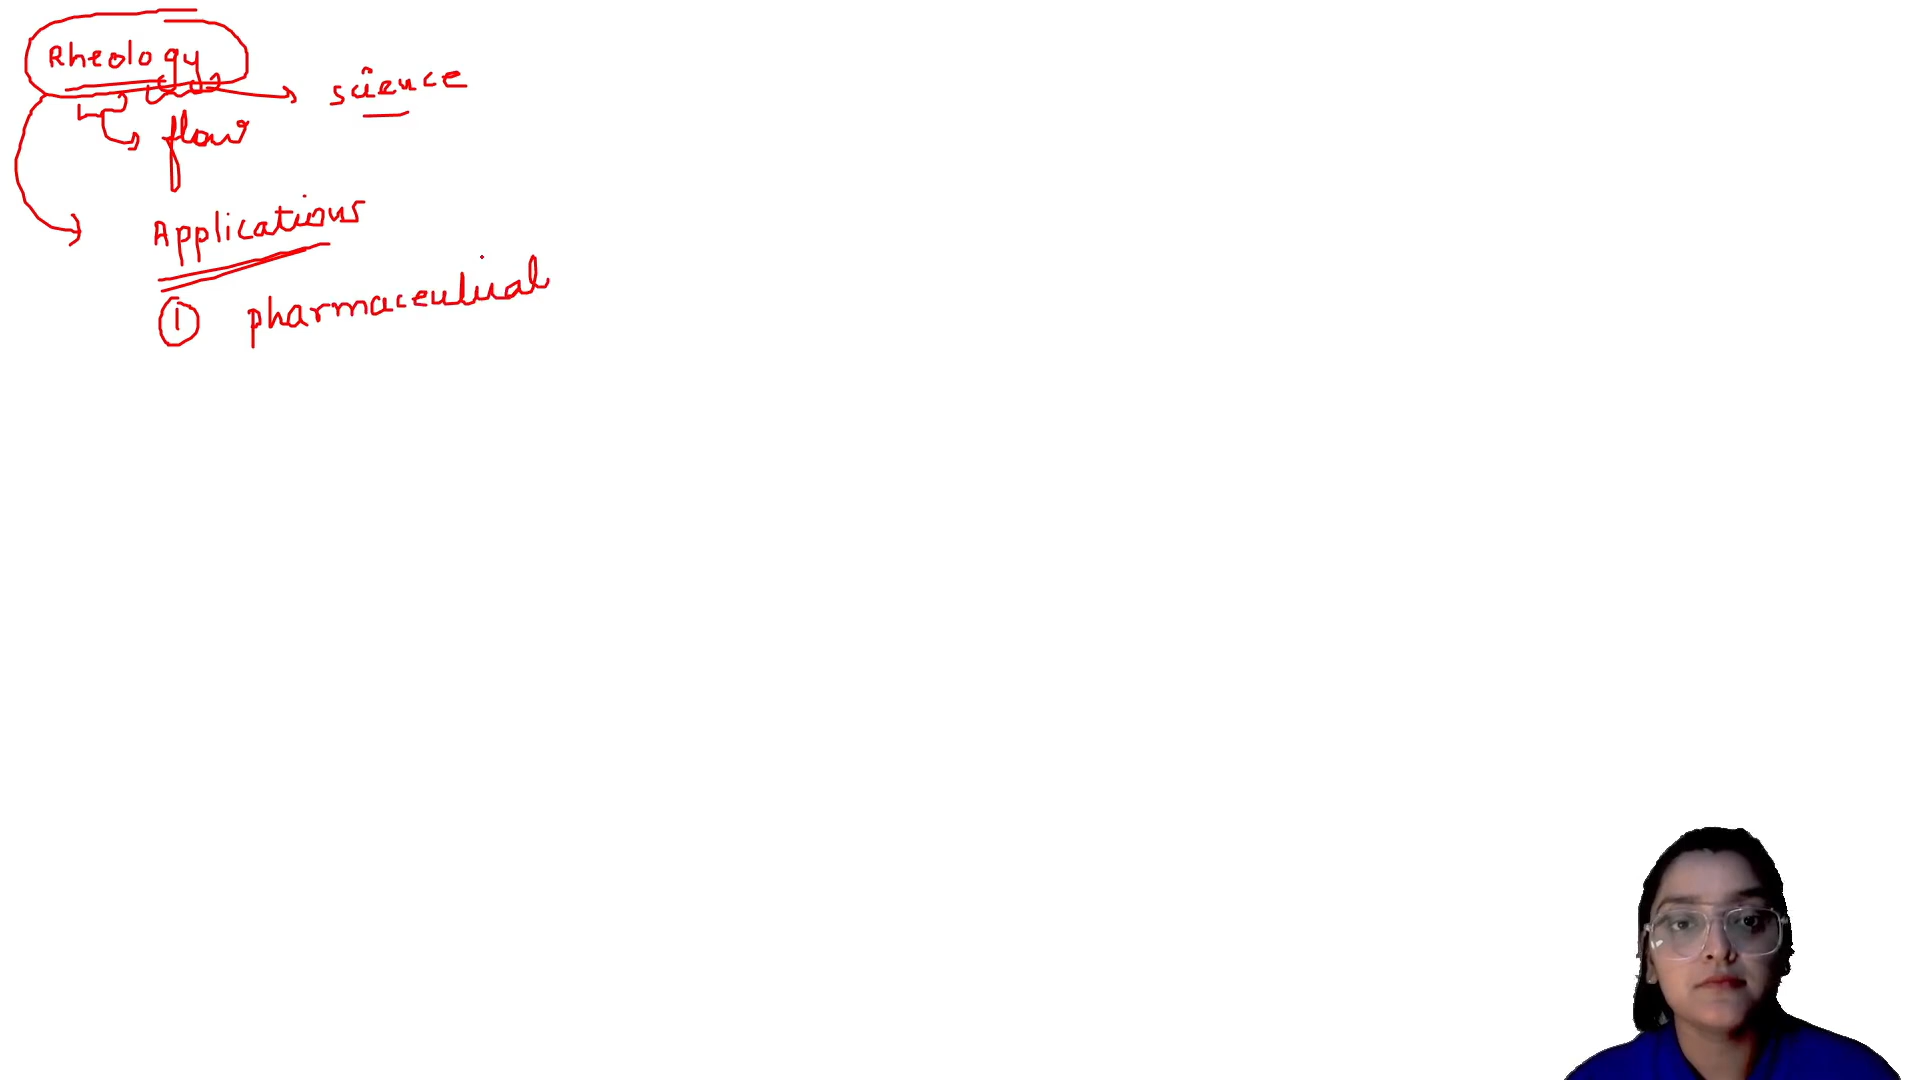 Rheology
science
flow
Applications
① pharmaceutical